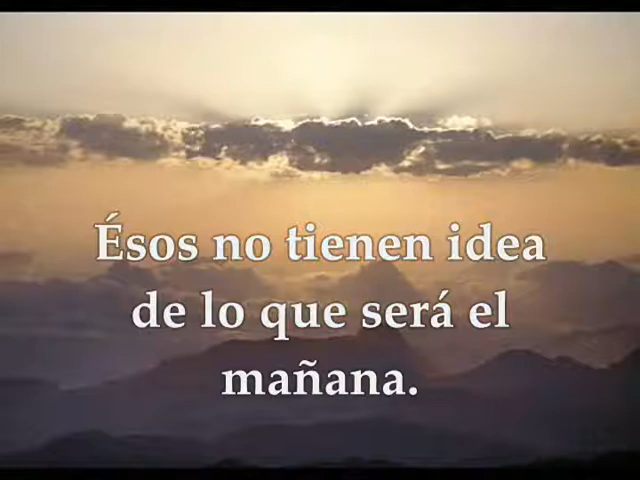 Ésos no tienen idea
de lo que será el
mañana.